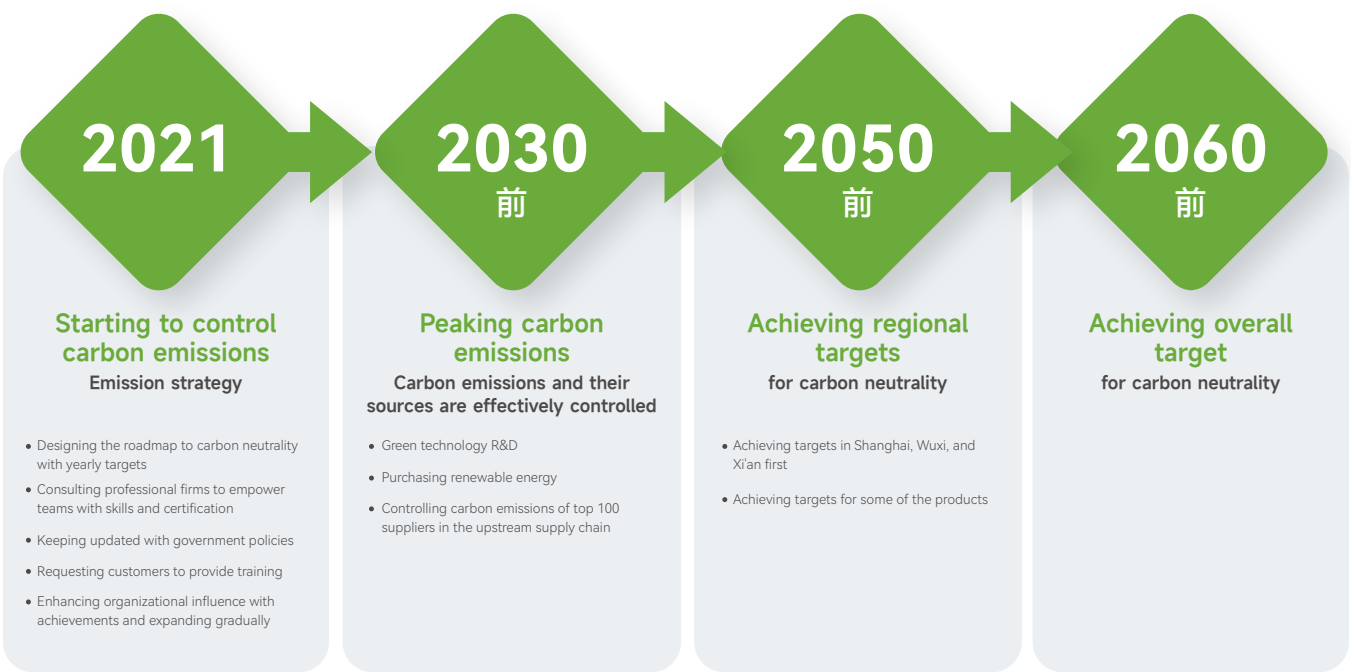 2021
Starting to control
carbon emissions
Emission strategy
• Designing the roadmap to carbon neutrality
with yearly targets
• Consulting professional firms to empower
teams with skills and certification
• Keeping updated with government policies
• Requesting customers to provide training
• Enhancing organizational influence with
achievements and expanding gradually
2030
前
Peaking carbon
emissions
Carbon emissions and their
sources are effectively controlled
• Green technology R&D
• Purchasing renewable energy
• Controlling carbon emissions of top 100
suppliers in the upstream supply chain
2050
前
Achieving regional
targets
for carbon neutrality
• Achieving targets in Shanghai, Wuxi, and
Xi'an first
• Achieving targets for some of the products
2060
前
Achieving overall
target
for carbon neutrality